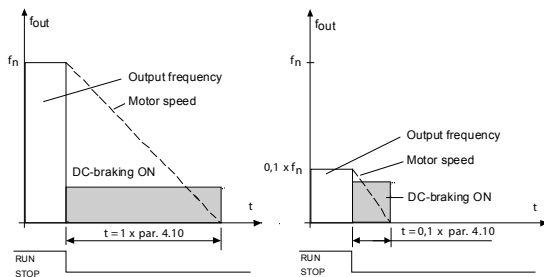 fout
fn
Output frequency
Motor speed
DC-braking ON
t
t = 1 x par. 4.10
RUN
STOP
fout
fn
Output frequency
Motor speed
0,1 x fn
DC-braking ON
t
t = 0,1 x par. 4.10
RUN
STOP